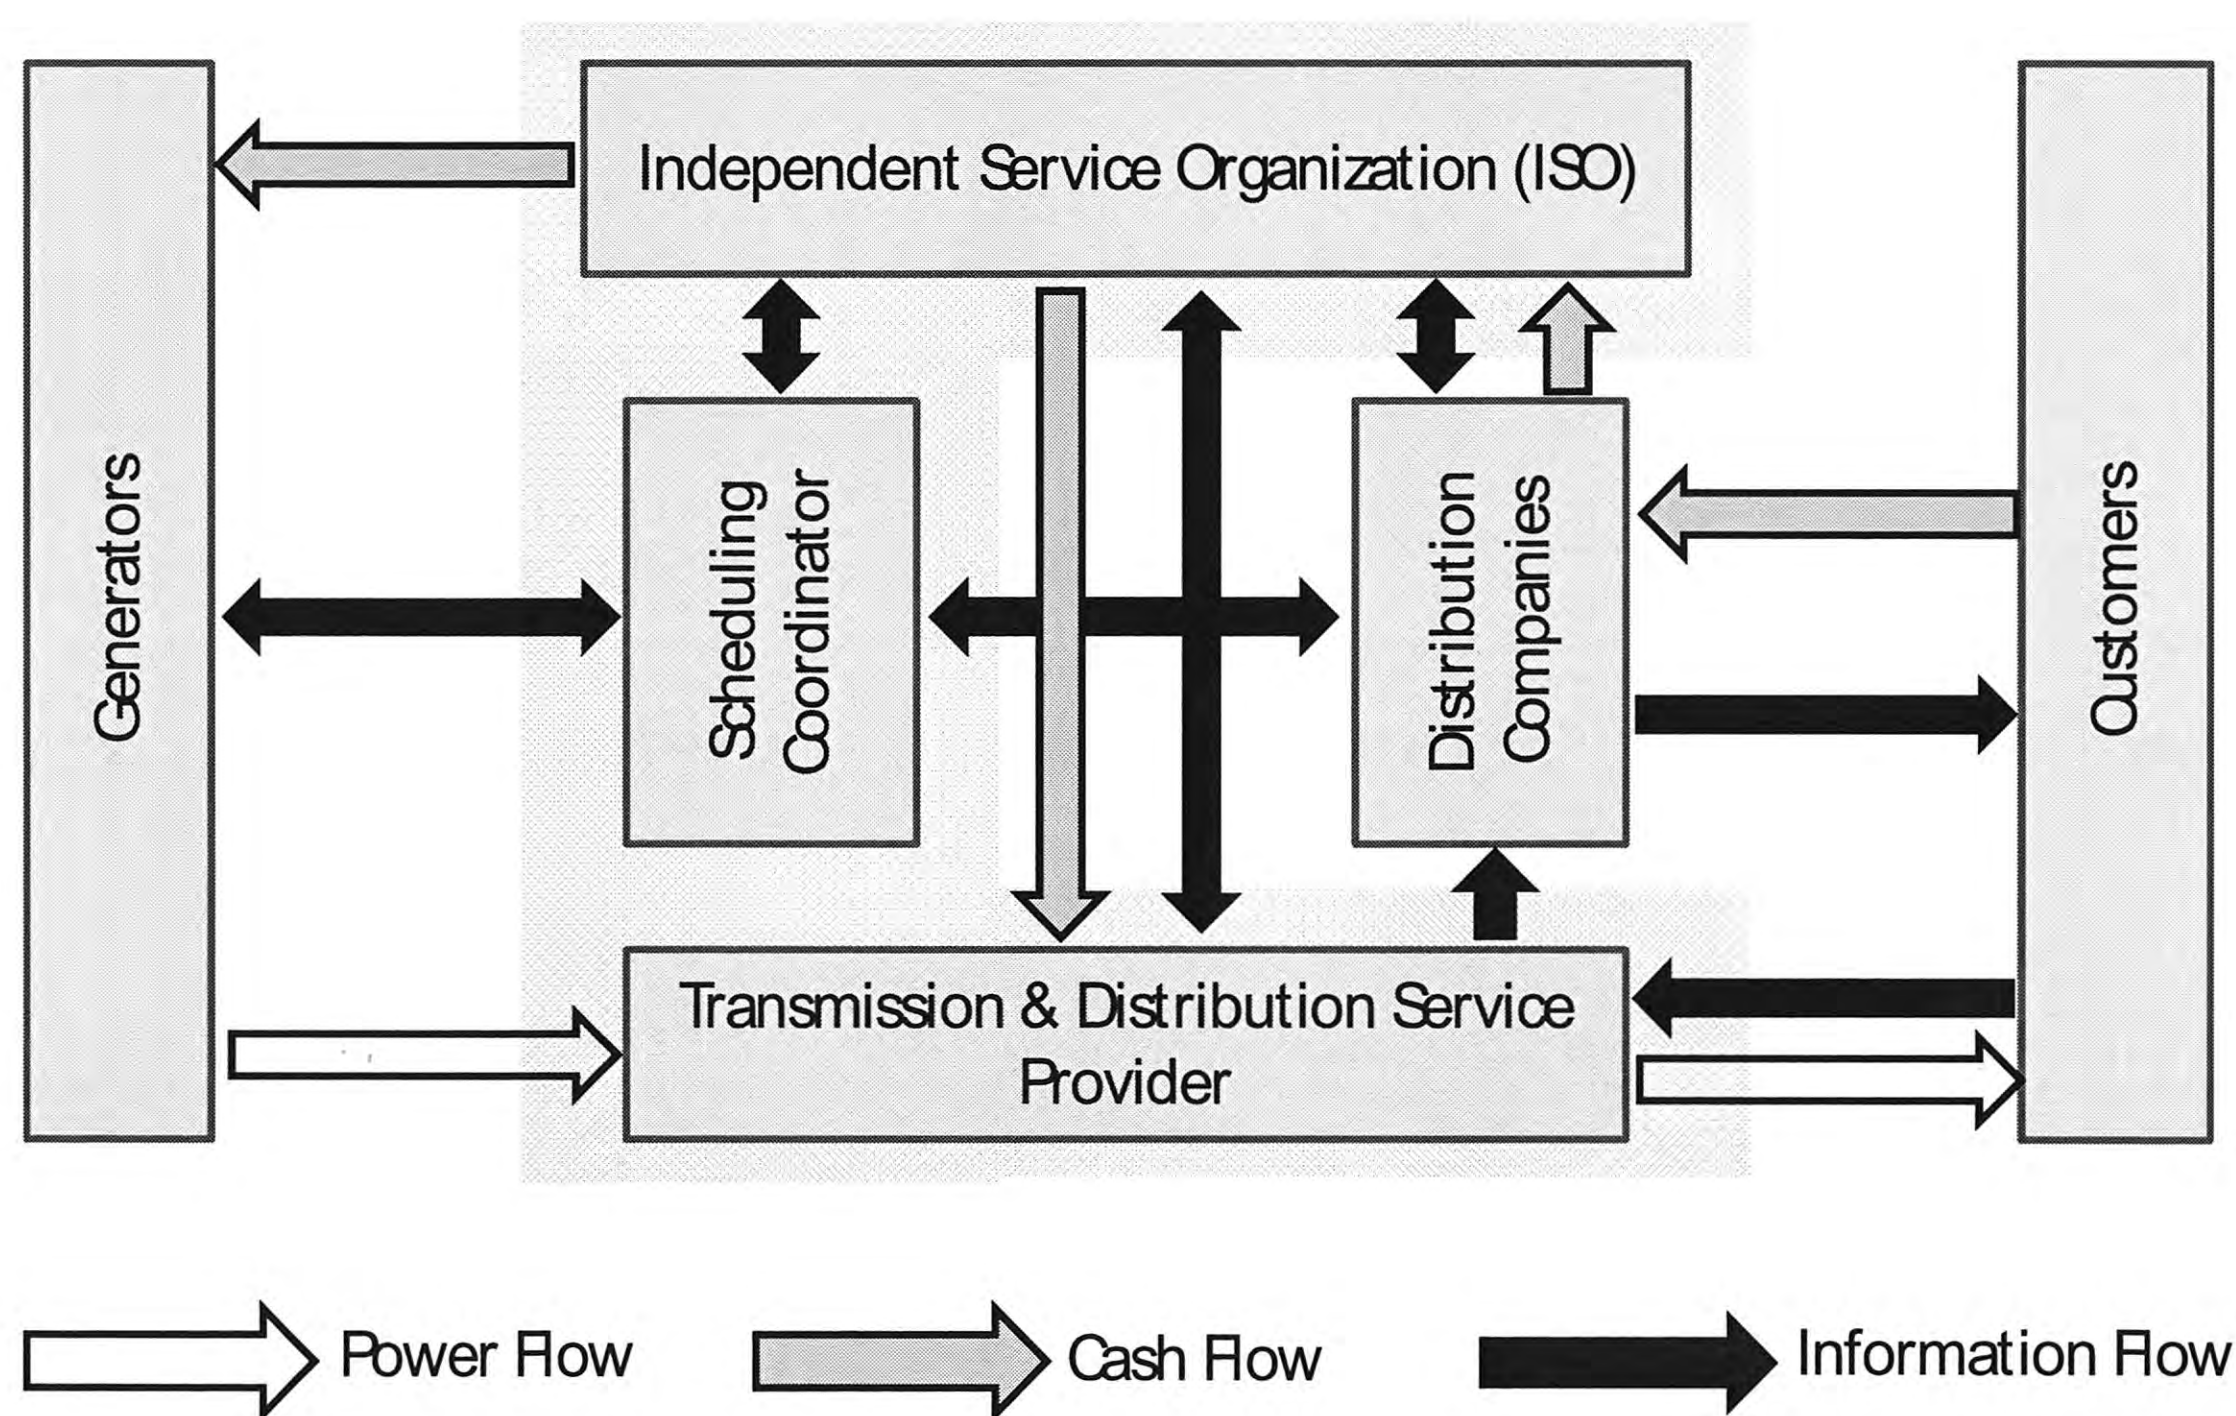 Independent Service Organization (ISO)
Generators
Scheduling
Coordinator
Distribution
Companies
Customers
Transmission & Distribution Service
Provider
Power Flow
Cash Flow
Information Flow